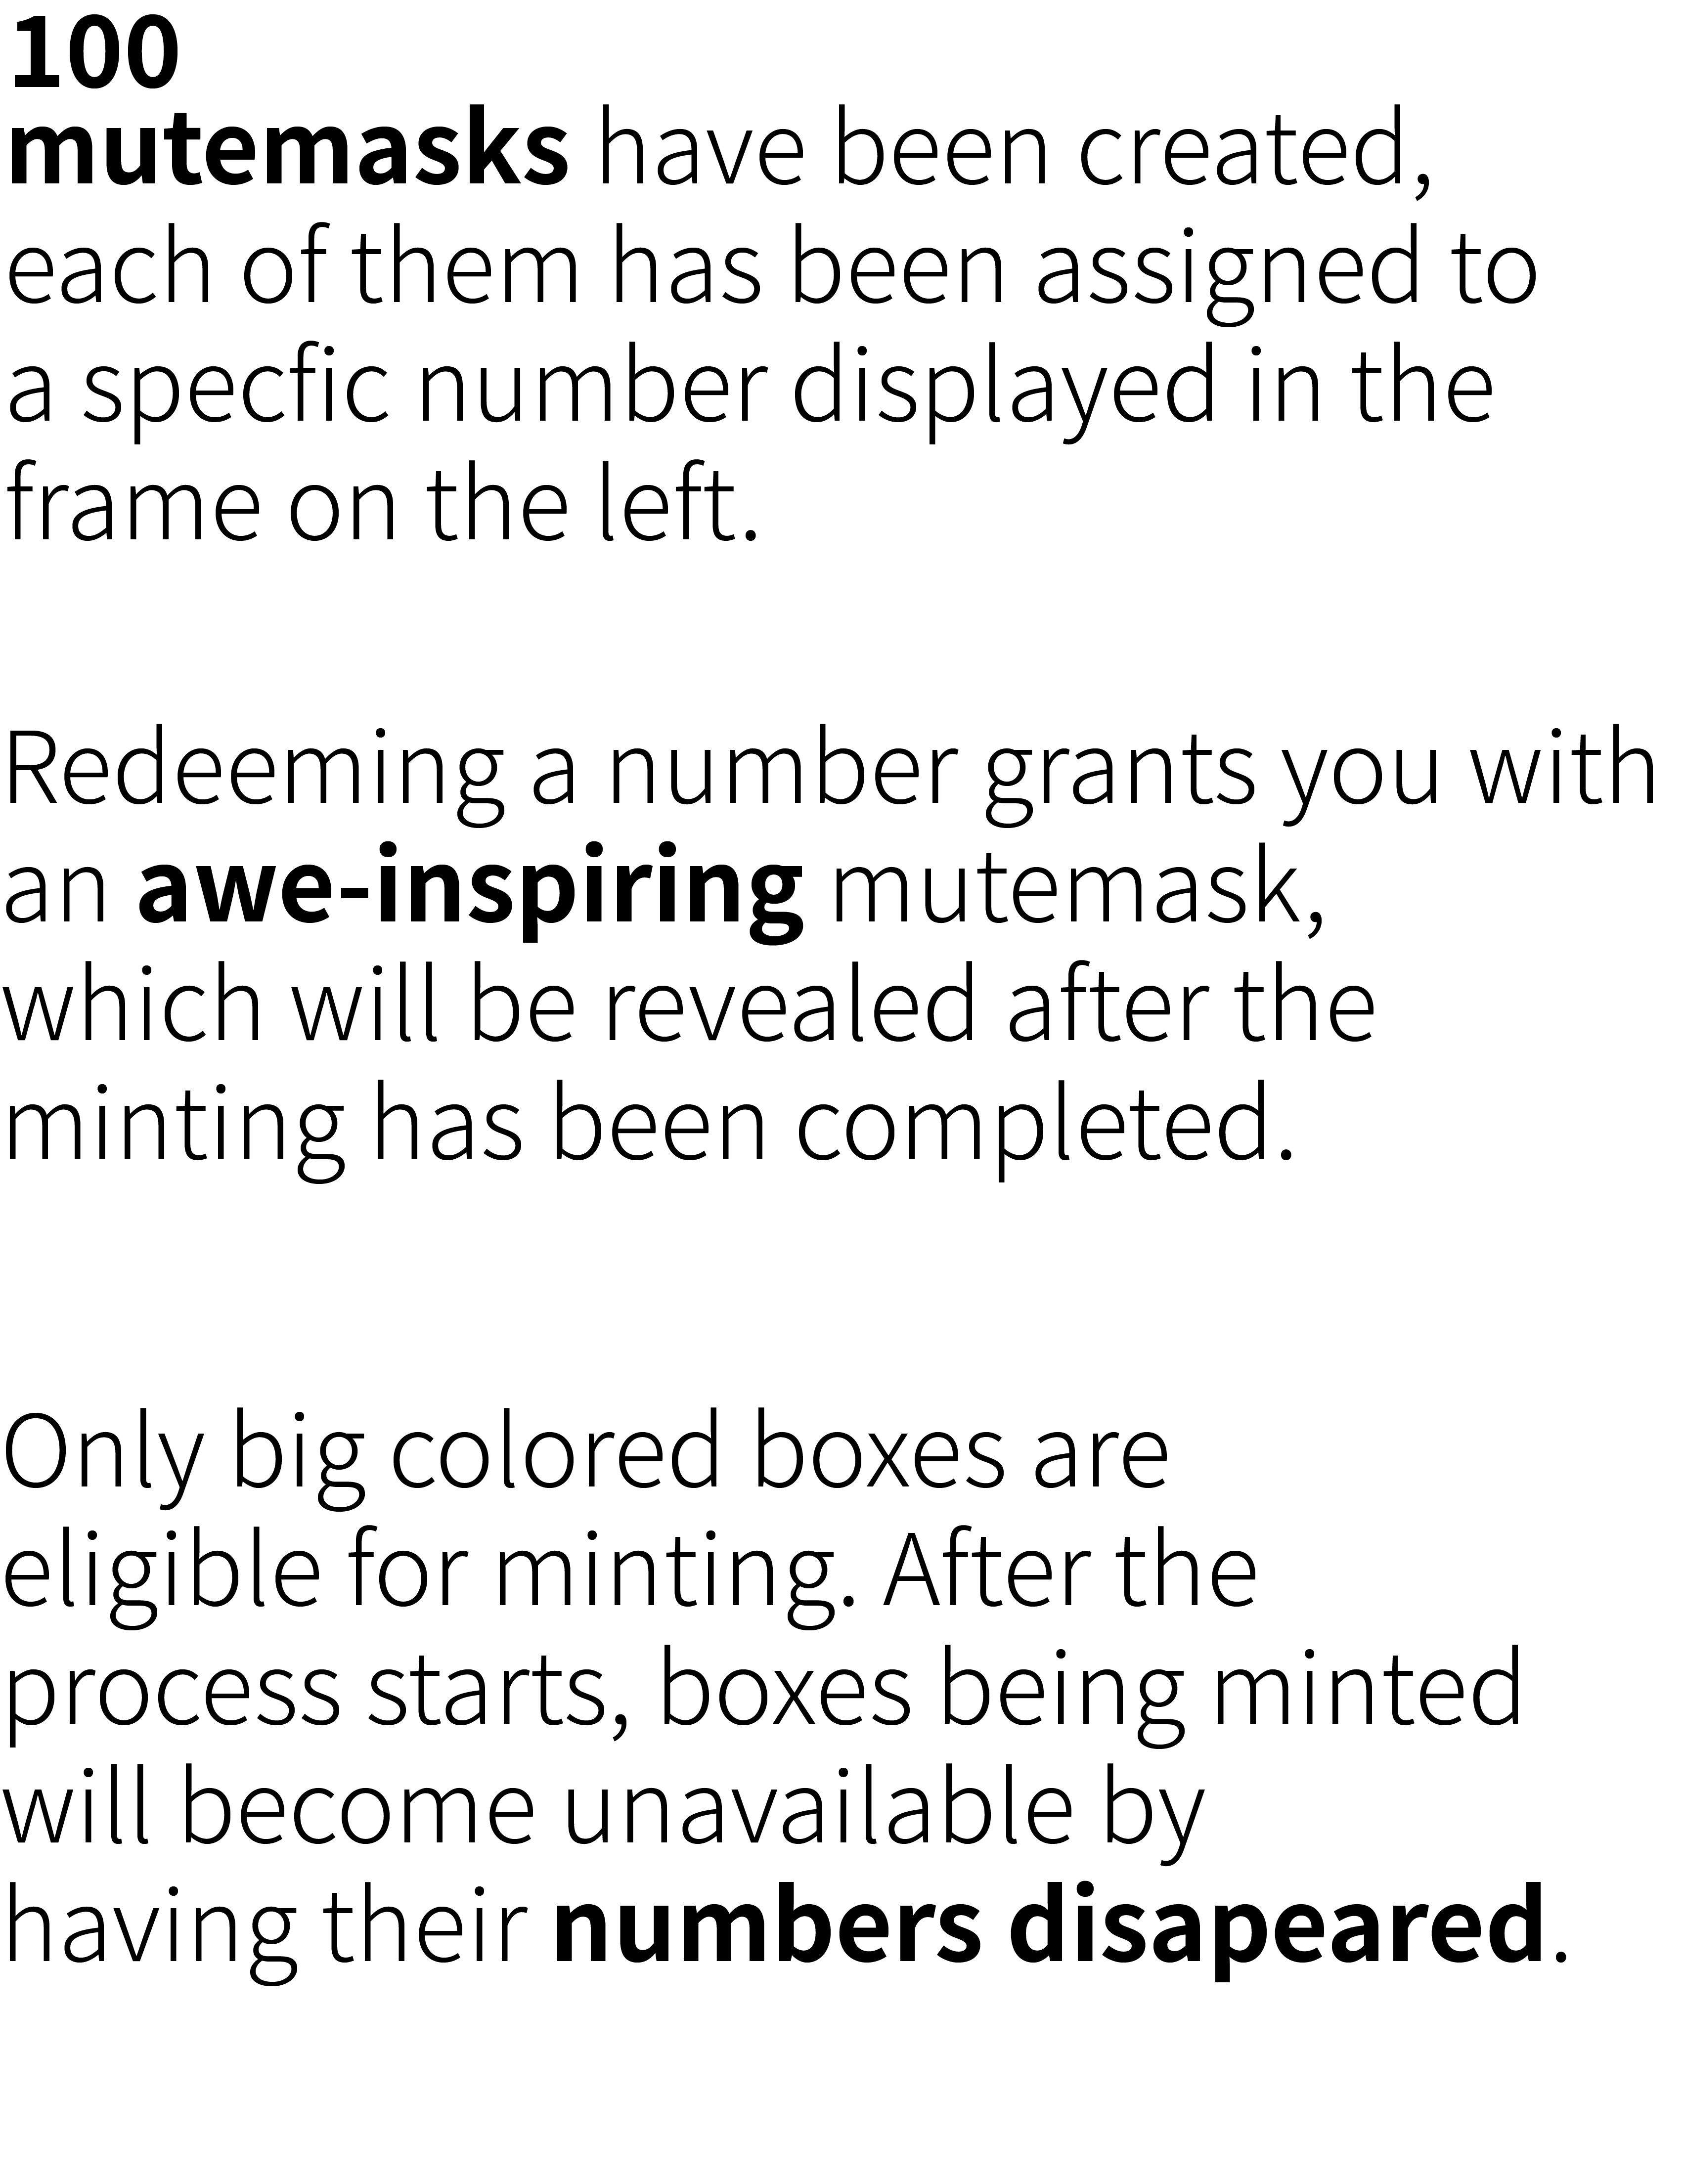 100
mutemasks have been created,
each of them has been assigned to
a specfic number displayed in the
frame on the left.
Redeeming a number grants you with
an awe-inspiring mutemask,
which will be revealed after the
minting has been completed.
Only big colored boxes are
eligible for minting. After the
process starts, boxes being minted
will become unavailable by
having their numbers disapeared.